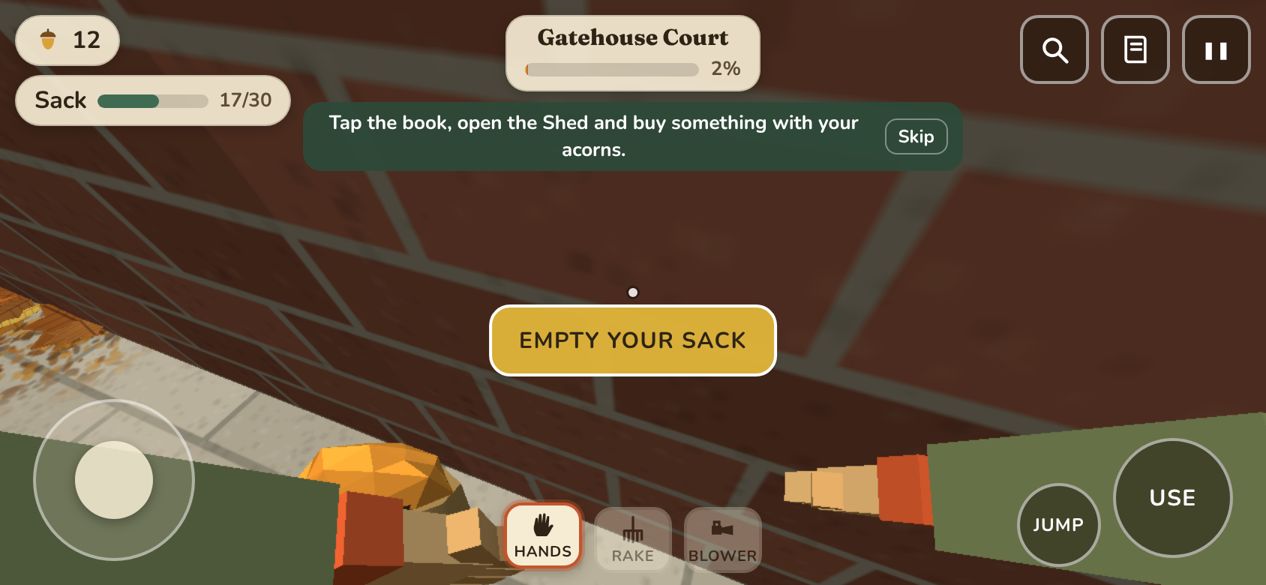 12
Sack 17/30
Gatehouse Court
2%
Tap the book, open the Shed and buy something with your
acorns.
Skip
EMPTY YOUR SACK
HANDS
RAKE
BLOWER
JUMP
USE